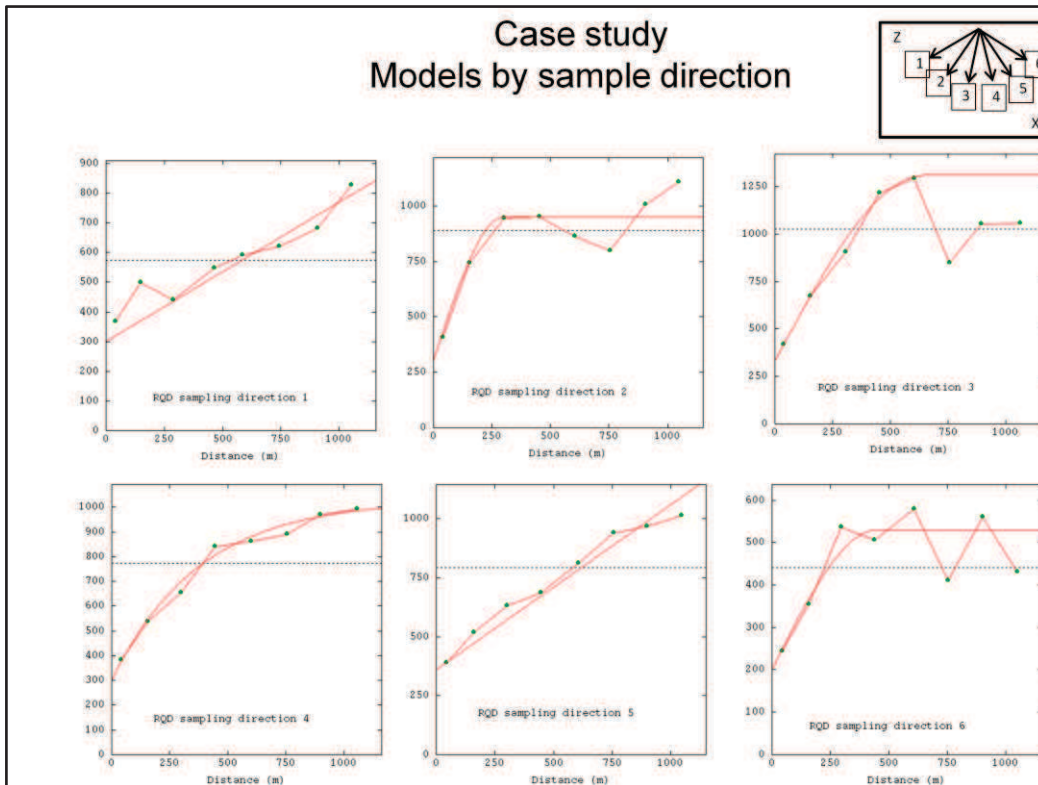 Case study
Models by sample direction
Z
1
2
3
4
5
6
X
900
800
700
600
500
400
300
200
100
0
RQD sampling direction 1
0 250 500 750 1000
Distance (m)
1000
750
500
250
0
RQD sampling direction 2
0 250 500 750 1000
Distance (m)
1250
1000
750
500
250
0
RQD sampling direction 3
0 250 500 750 1000
Distance (m)
1000
900
800
700
600
500
400
300
200
100
0
RQD sampling direction 4
0 250 500 750 1000
Distance (m)
1000
750
500
250
0
RQD sampling direction 5
0 250 500 750 1000
Distance (m)
600
500
400
300
200
100
0
RQD sampling direction 6
0 250 500 750 1000
Distance (m)